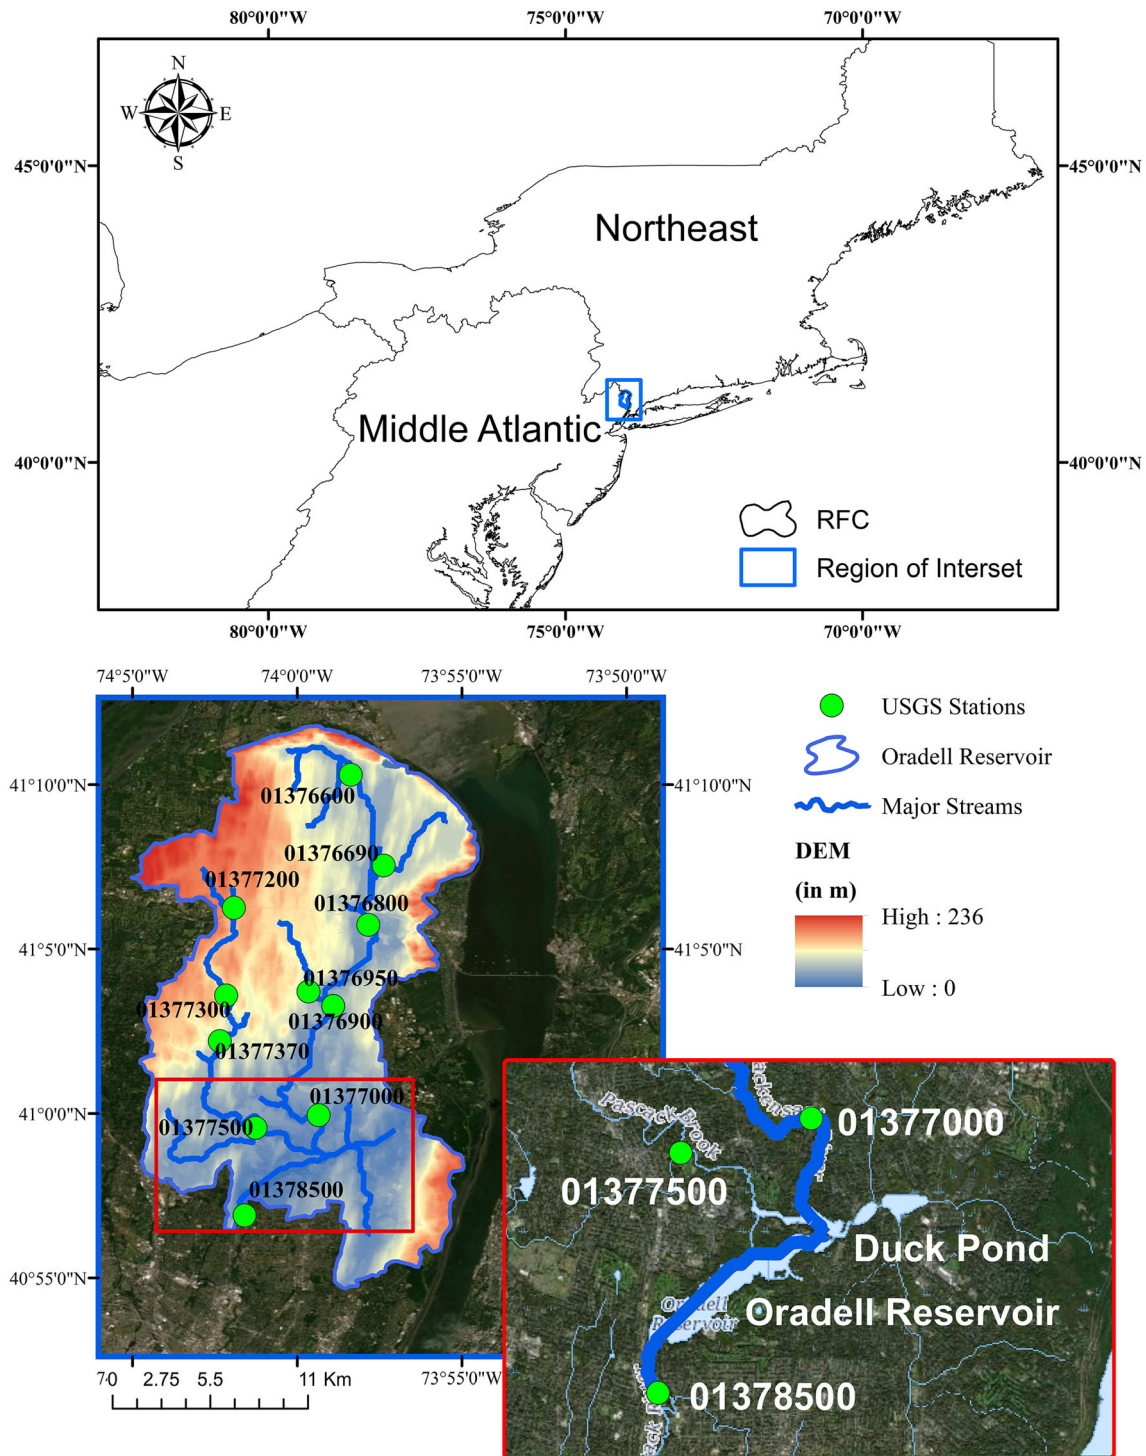 80°0'0"W 75°0'0"W 70°0'0"W
N
W E
S
45°0'0"N 45°0'0"N
Northeast
Middle Atlantic
40°0'0"N 40°0'0"N
RFC
Region of Interset
80°0'0"W 75°0'0"W 70°0'0"W
74°5'0"W 74°0'0"W 73°55'0"W 73°50'0"W
USGS Stations
Oradell Reservoir
Major Streams
DEM
(in m)
High : 236
Low : 0
41°10'0"N 41°10'0"N
01376600
01376690
01377200
01376800
41°5'0"N 41°5'0"N
01376950
01377300
01376900
01377370
01377000
41°0'0"N
01377500
01378500
40°55'0"N
73°55'0"W
70 2.75 5.5 11 Km
Pascack Brook
01377000
01377500
Duck Pond
Oradell Reservoir
Oradell
Reservoir
01378500